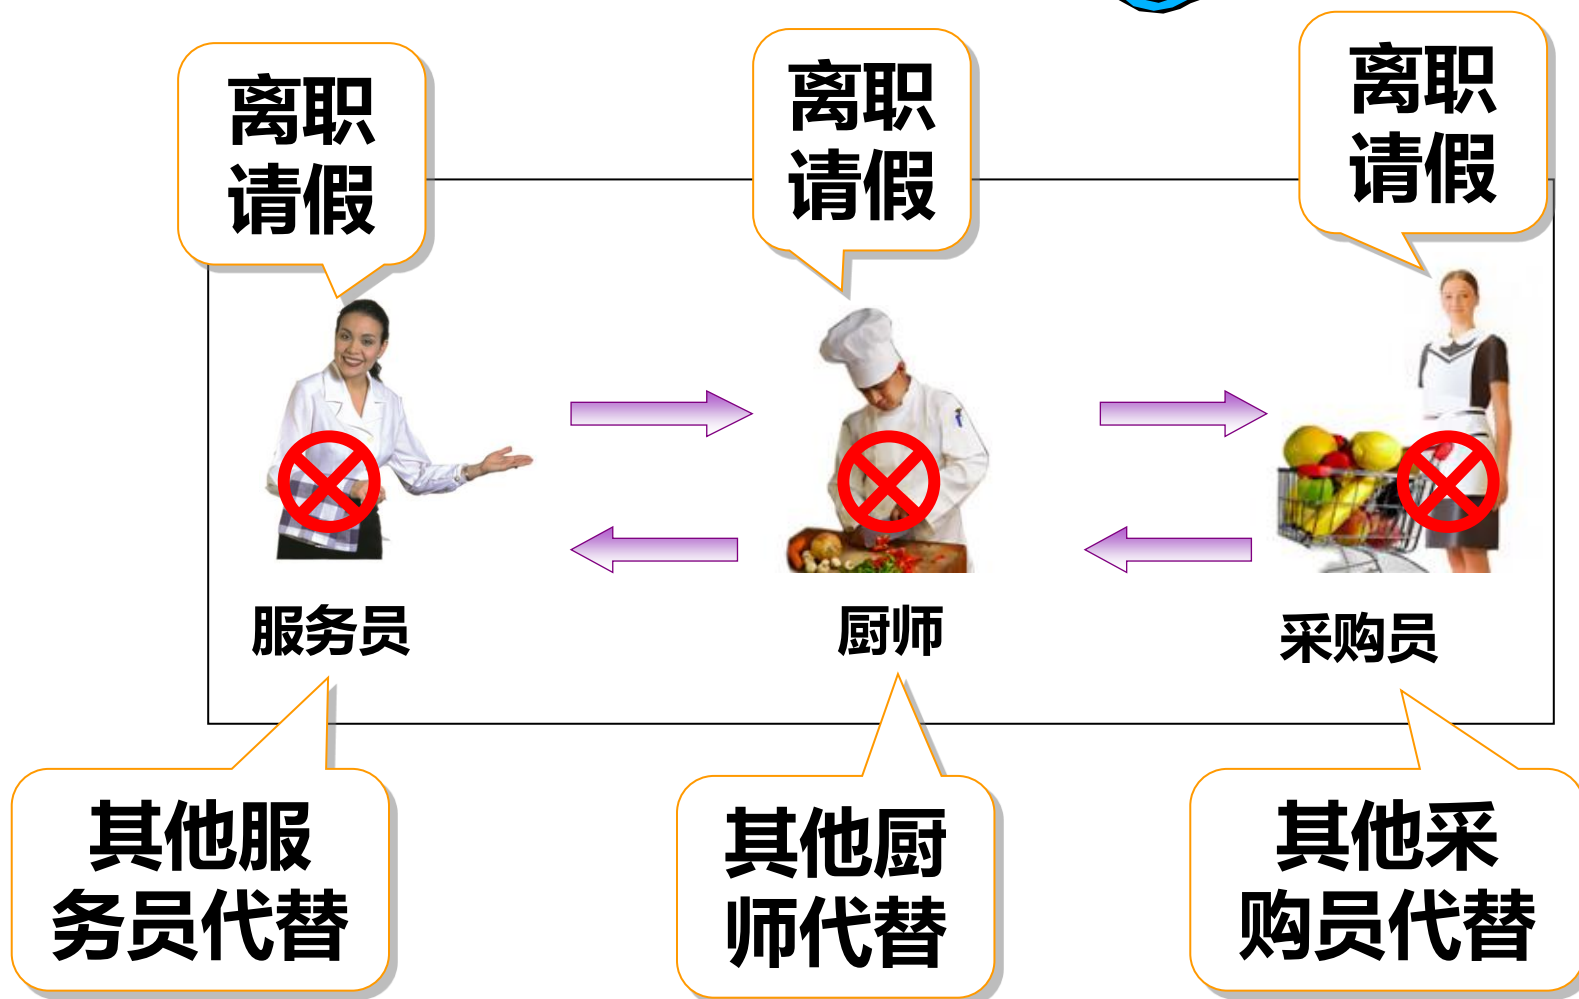 离职
请假
离职
请假
离职
请假
服务员
厨师
采购员
其他服
务员代替
其他厨
师代替
其他采
购员代替